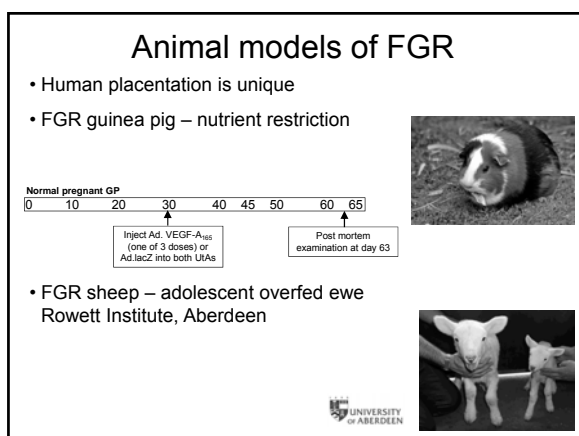 Animal models of FGR
• Human placentation is unique
• FGR guinea pig – nutrient restriction
Normal pregnant GP
0 10 20 30 40 45 50 60 65
Inject Ad. VEGF-A165
(one of 3 doses) or
Ad.lacZ into both UtAs
Post mortem
examination at day 63
• FGR sheep – adolescent overfed ewe
Rowett Institute, Aberdeen
UNIVERSITY
OF ABERDEEN